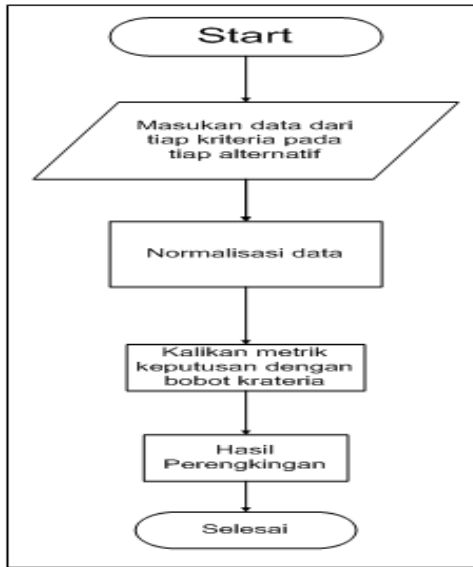 Start
Masukan data dari
tiap kriteria pada
tiap alternatif
Normalisasi data
Kalikan metrik
keputusan dengan
bobot krateria
Hasil
Perengkingan
Selesai